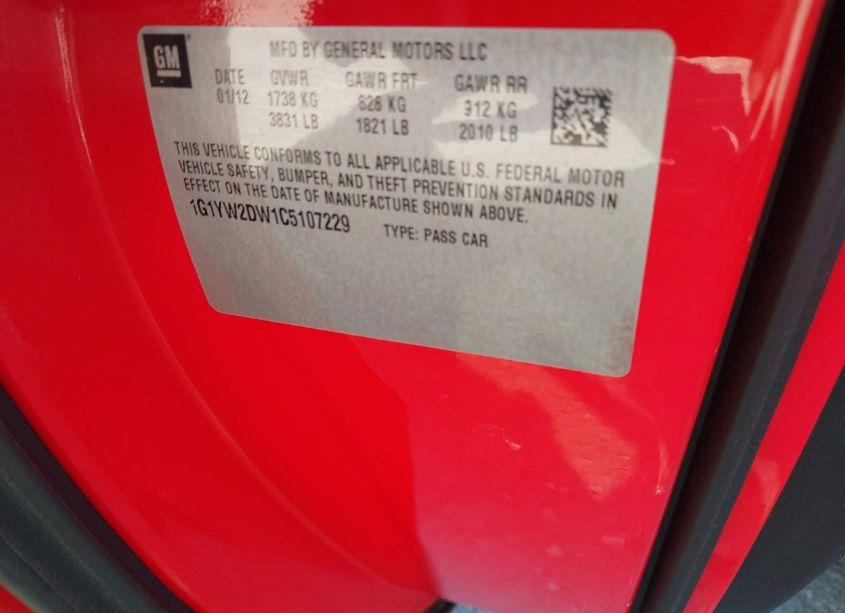 GM
MFD BY GENERAL MOTORS LLC
DATE GVWR GAWR FRT GAWR RR
01/12 1738 KG 826 KG 912 KG
3831 LB 1821 LB 2010 LB
THIS VEHICLE CONFORMS TO ALL APPLICABLE U.S. FEDERAL MOTOR
VEHICLE SAFETY, BUMPER, AND THEFT PREVENTION STANDARDS IN
EFFECT ON THE DATE OF MANUFACTURE SHOWN ABOVE.
1G1YW2DW1C5107229 TYPE: PASS CAR